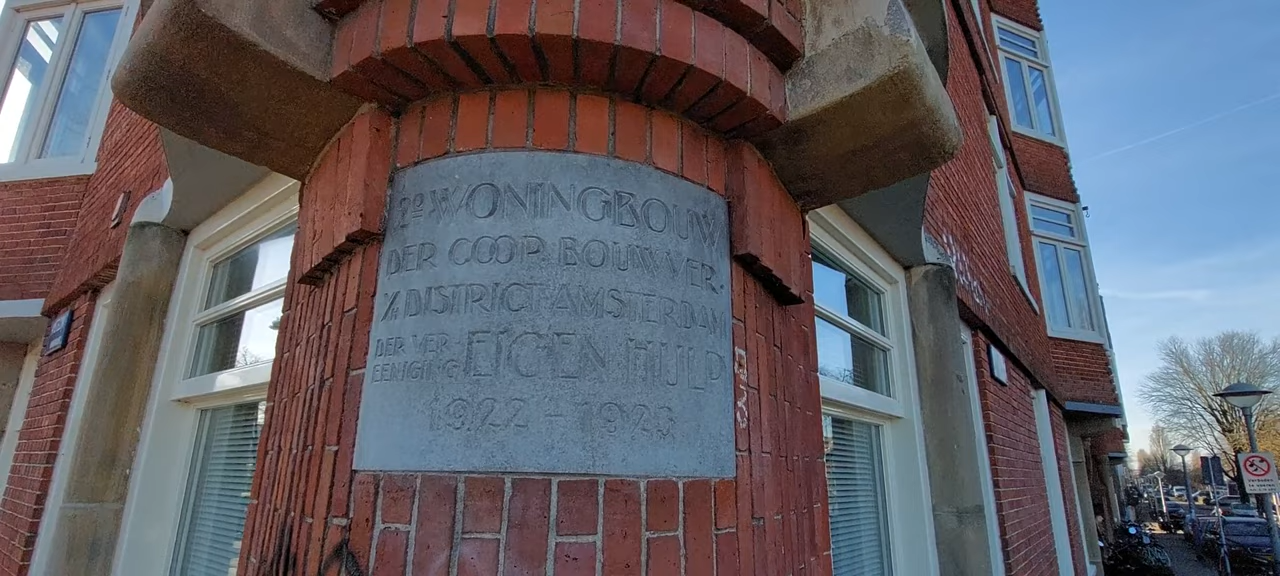 2e WONINGBOUW
DER COOP. BOUWVER.
i/h DISTRICT-AMSTERDAM
DER VER-
EENIGING EIGEN HULP
1922 - 1923